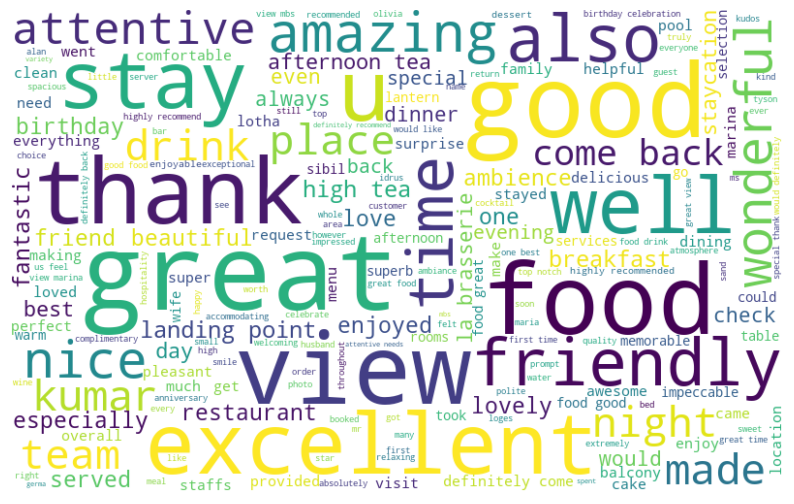 view mbs recommended olivia dessert birthday celebration kudos
attentive amazing also pool truly everyone wonderful
alan went comfortable afternoon tea selection
variety stay u good staycation
clean little server even special family helpful return guest kind
need spacious always lantern marina
birthday highly recommend lotha dinner still top name tyson
everything bar place definitely recommend would like ever
choice drink surprise come back
good food enjoyable exceptional sibil back idrus delicious go ms
definitely back thank high tea customer time ambience stayed cocktail great view would definitely
fantastic see whole area love one well
friend beautiful request however impressed evening services food drink dining atmosphere
making us feel afternoon la brasserie make breakfast one best special thank
view marina hospitality super superb ambiance top notch highly recommended
loved great wife happy worth menu great food food great soon sand food could
best celebrate mbs check
perfect accommodating rooms felt maria memorable
warm landing point enjoyed first time quality table
complimentary small welcoming attentive needs friendly
nice day high smile husband throughout prompt
pleasant order view water awesome impeccable
kumar much get photo polite bed
wine anniversary loges lovely food good night came
especially every restaurant booked got took sweet
overall mr many excellent extremely enjoy great time location
team like first relaxing would
right served star provided visit definitely come balcony made
germa meal staffs absolutely cake spent